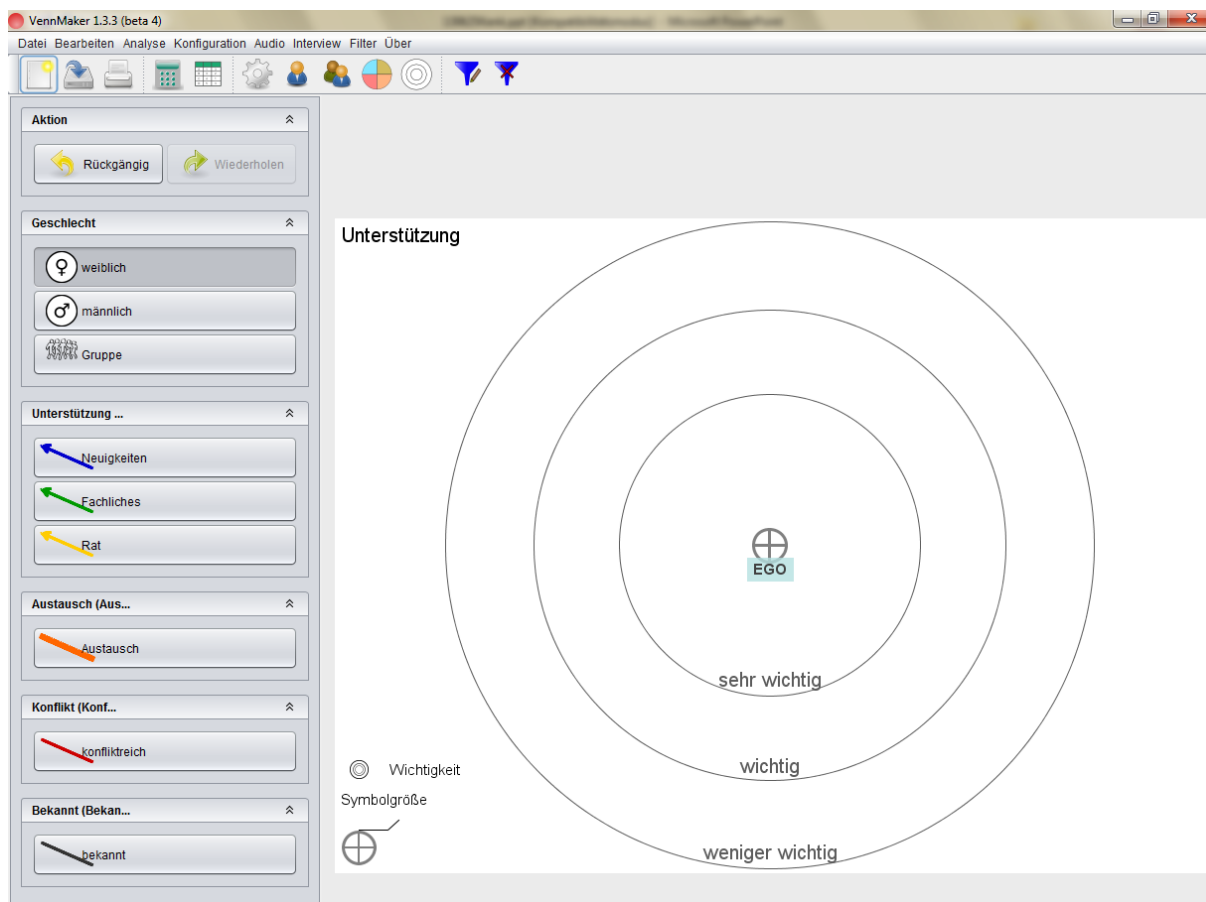 VennMaker 1.3.3 (beta 4)
Datei Bearbeiten Analyse Konfiguration Audio Interview Filter Über
Aktion
Rückgängig
Wiederholen
Geschlecht
weiblich
männlich
Gruppe
Unterstützung ...
Neuigkeiten
Fachliches
Rat
Austausch (Aus...
Austausch
Konflikt (Konf...
konfliktreich
Bekannt (Bekan...
bekannt
Unterstützung
EGO
sehr wichtig
wichtig
weniger wichtig
Wichtigkeit
Symbolgröße